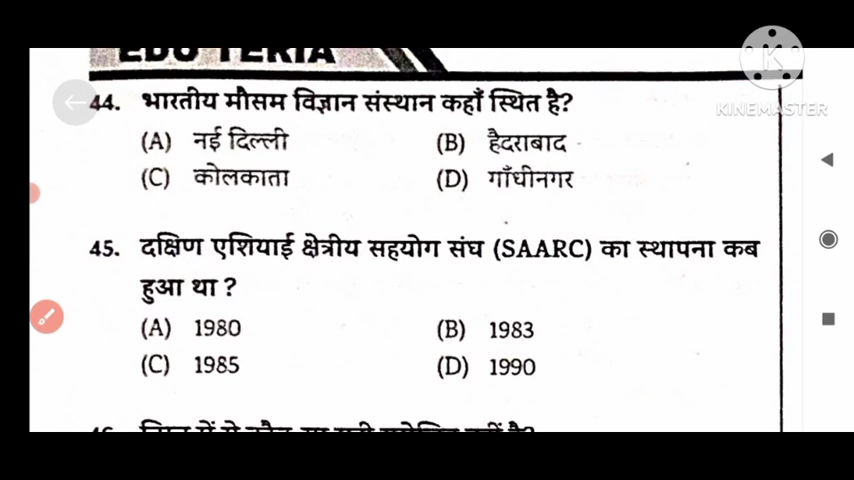 EDU TERIA
KINEMASTER
44. भारतीय मौसम विज्ञान संस्थान कहाँ स्थित है?
(A) नई दिल्ली (B) हैदराबाद
(C) कोलकाता (D) गाँधीनगर
45. दक्षिण एशियाई क्षेत्रीय सहयोग संघ (SAARC) का स्थापना कब
हुआ था ?
(A) 1980 (B) 1983
(C) 1985 (D) 1990